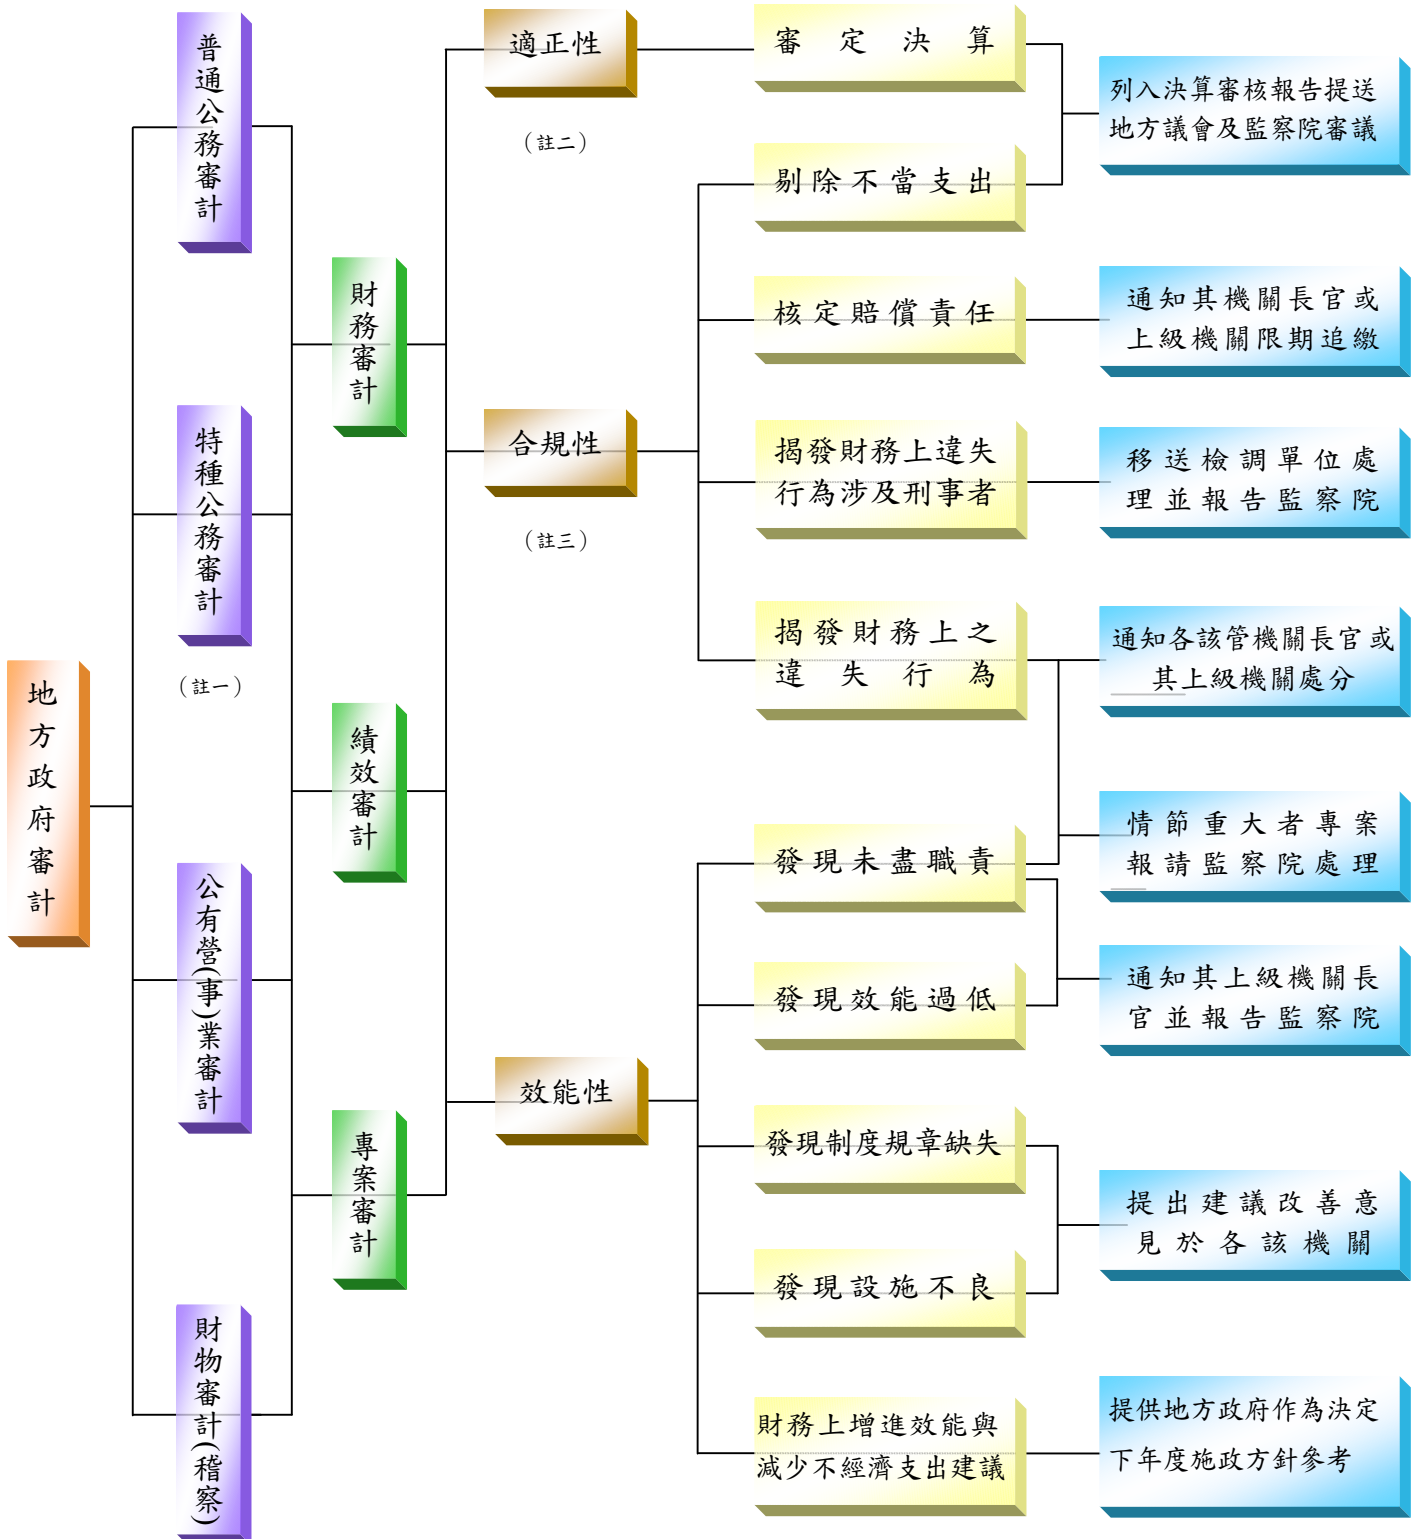 地方政府審計
普通公務審計
特種公務審計
（註一）
公有營(事)業審計
財物審計(稽察)
財務審計
績效審計
專案審計
適正性
（註二）
合規性
（註三）
效能性
審定決算
剔除不當支出
核定賠償責任
揭發財務上違失
行為涉及刑事者
揭發財務上之
違失行為
發現未盡職責
發現效能過低
發現制度規章缺失
發現設施不良
財務上增進效能與
減少不經濟支出建議
列入決算審核報告提送
地方議會及監察院審議
通知其機關長官或
上級機關限期追繳
移送檢調單位處
理並報告監察院
通知各該管機關長官或
其上級機關處分
情節重大者專案
報請監察院處理
通知其上級機關長
官並報告監察院
提出建議改善意
見於各該機關
提供地方政府作為決定
下年度施政方針參考